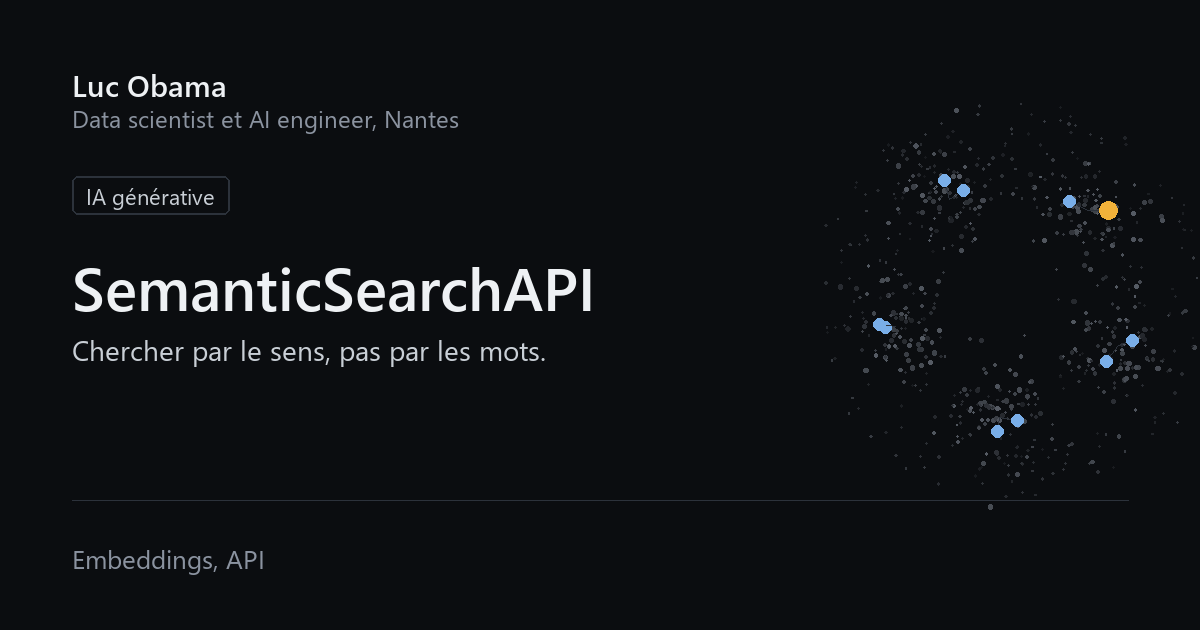 Luc Obama
Data scientist et AI engineer, Nantes
IA générative
SemanticSearchAPI
Chercher par le sens, pas par les mots.
Embeddings, API